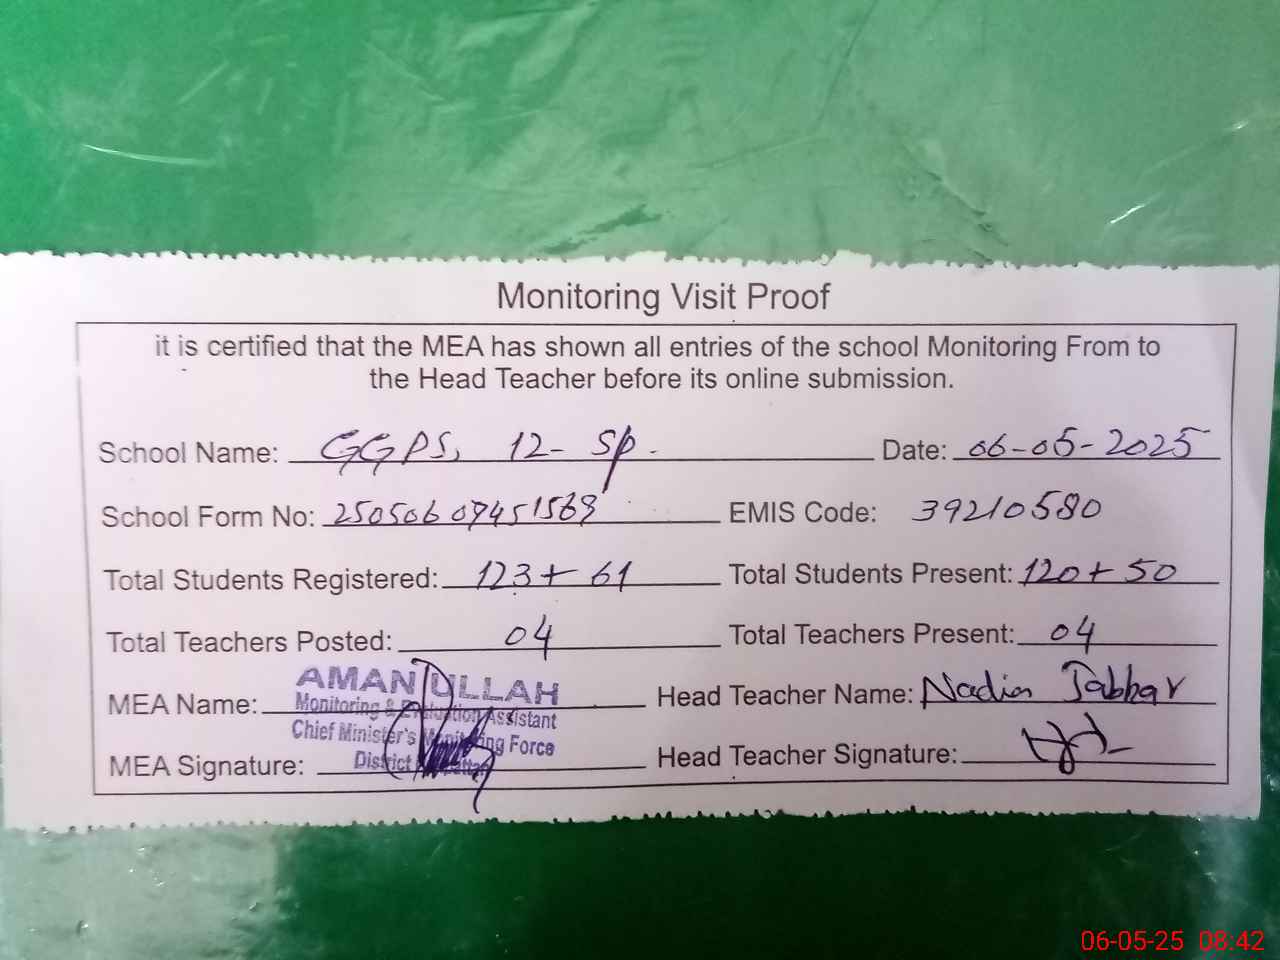 Monitoring Visit Proof
it is certified that the MEA has shown all entries of the school Monitoring From to
the Head Teacher before its online submission.
School Name: GGPS, 12-SP. Date: 06-05-2025
School Form No: EMIS Code: 39210580
Total Students Registered: 123+61 Total Students Present: 120+50
Total Teachers Posted: 04 Total Teachers Present: 04
MEA Name: AMAN ULLAH Head Teacher Name: Nadia Jabbar
Monitoring & Evaluation Assistant
Chief Minister's Monitoring Force
District
MEA Signature: Head Teacher Signature:
06-05-25 08:42